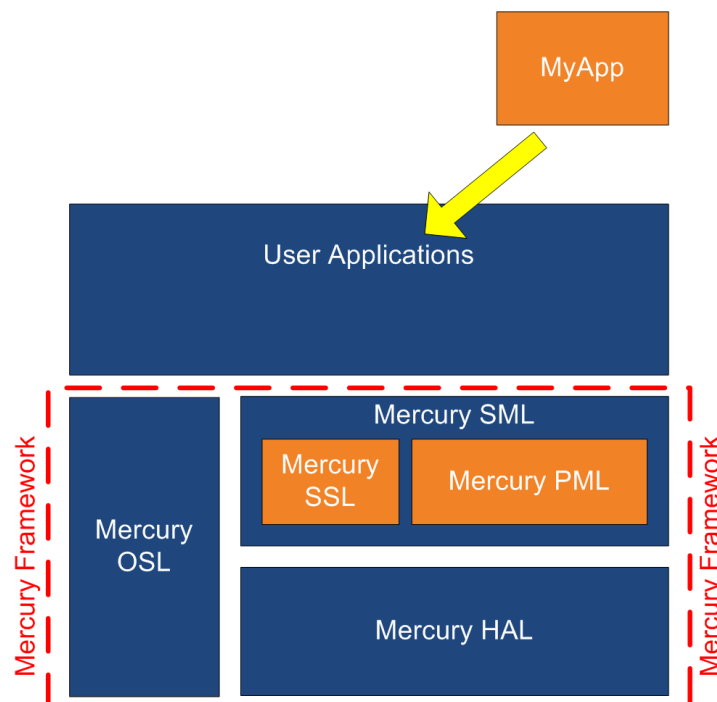 MyApp
User Applications
Mercury Framework
Mercury
OSL
Mercury SML
Mercury
SSL
Mercury PML
Mercury HAL
Mercury Framework